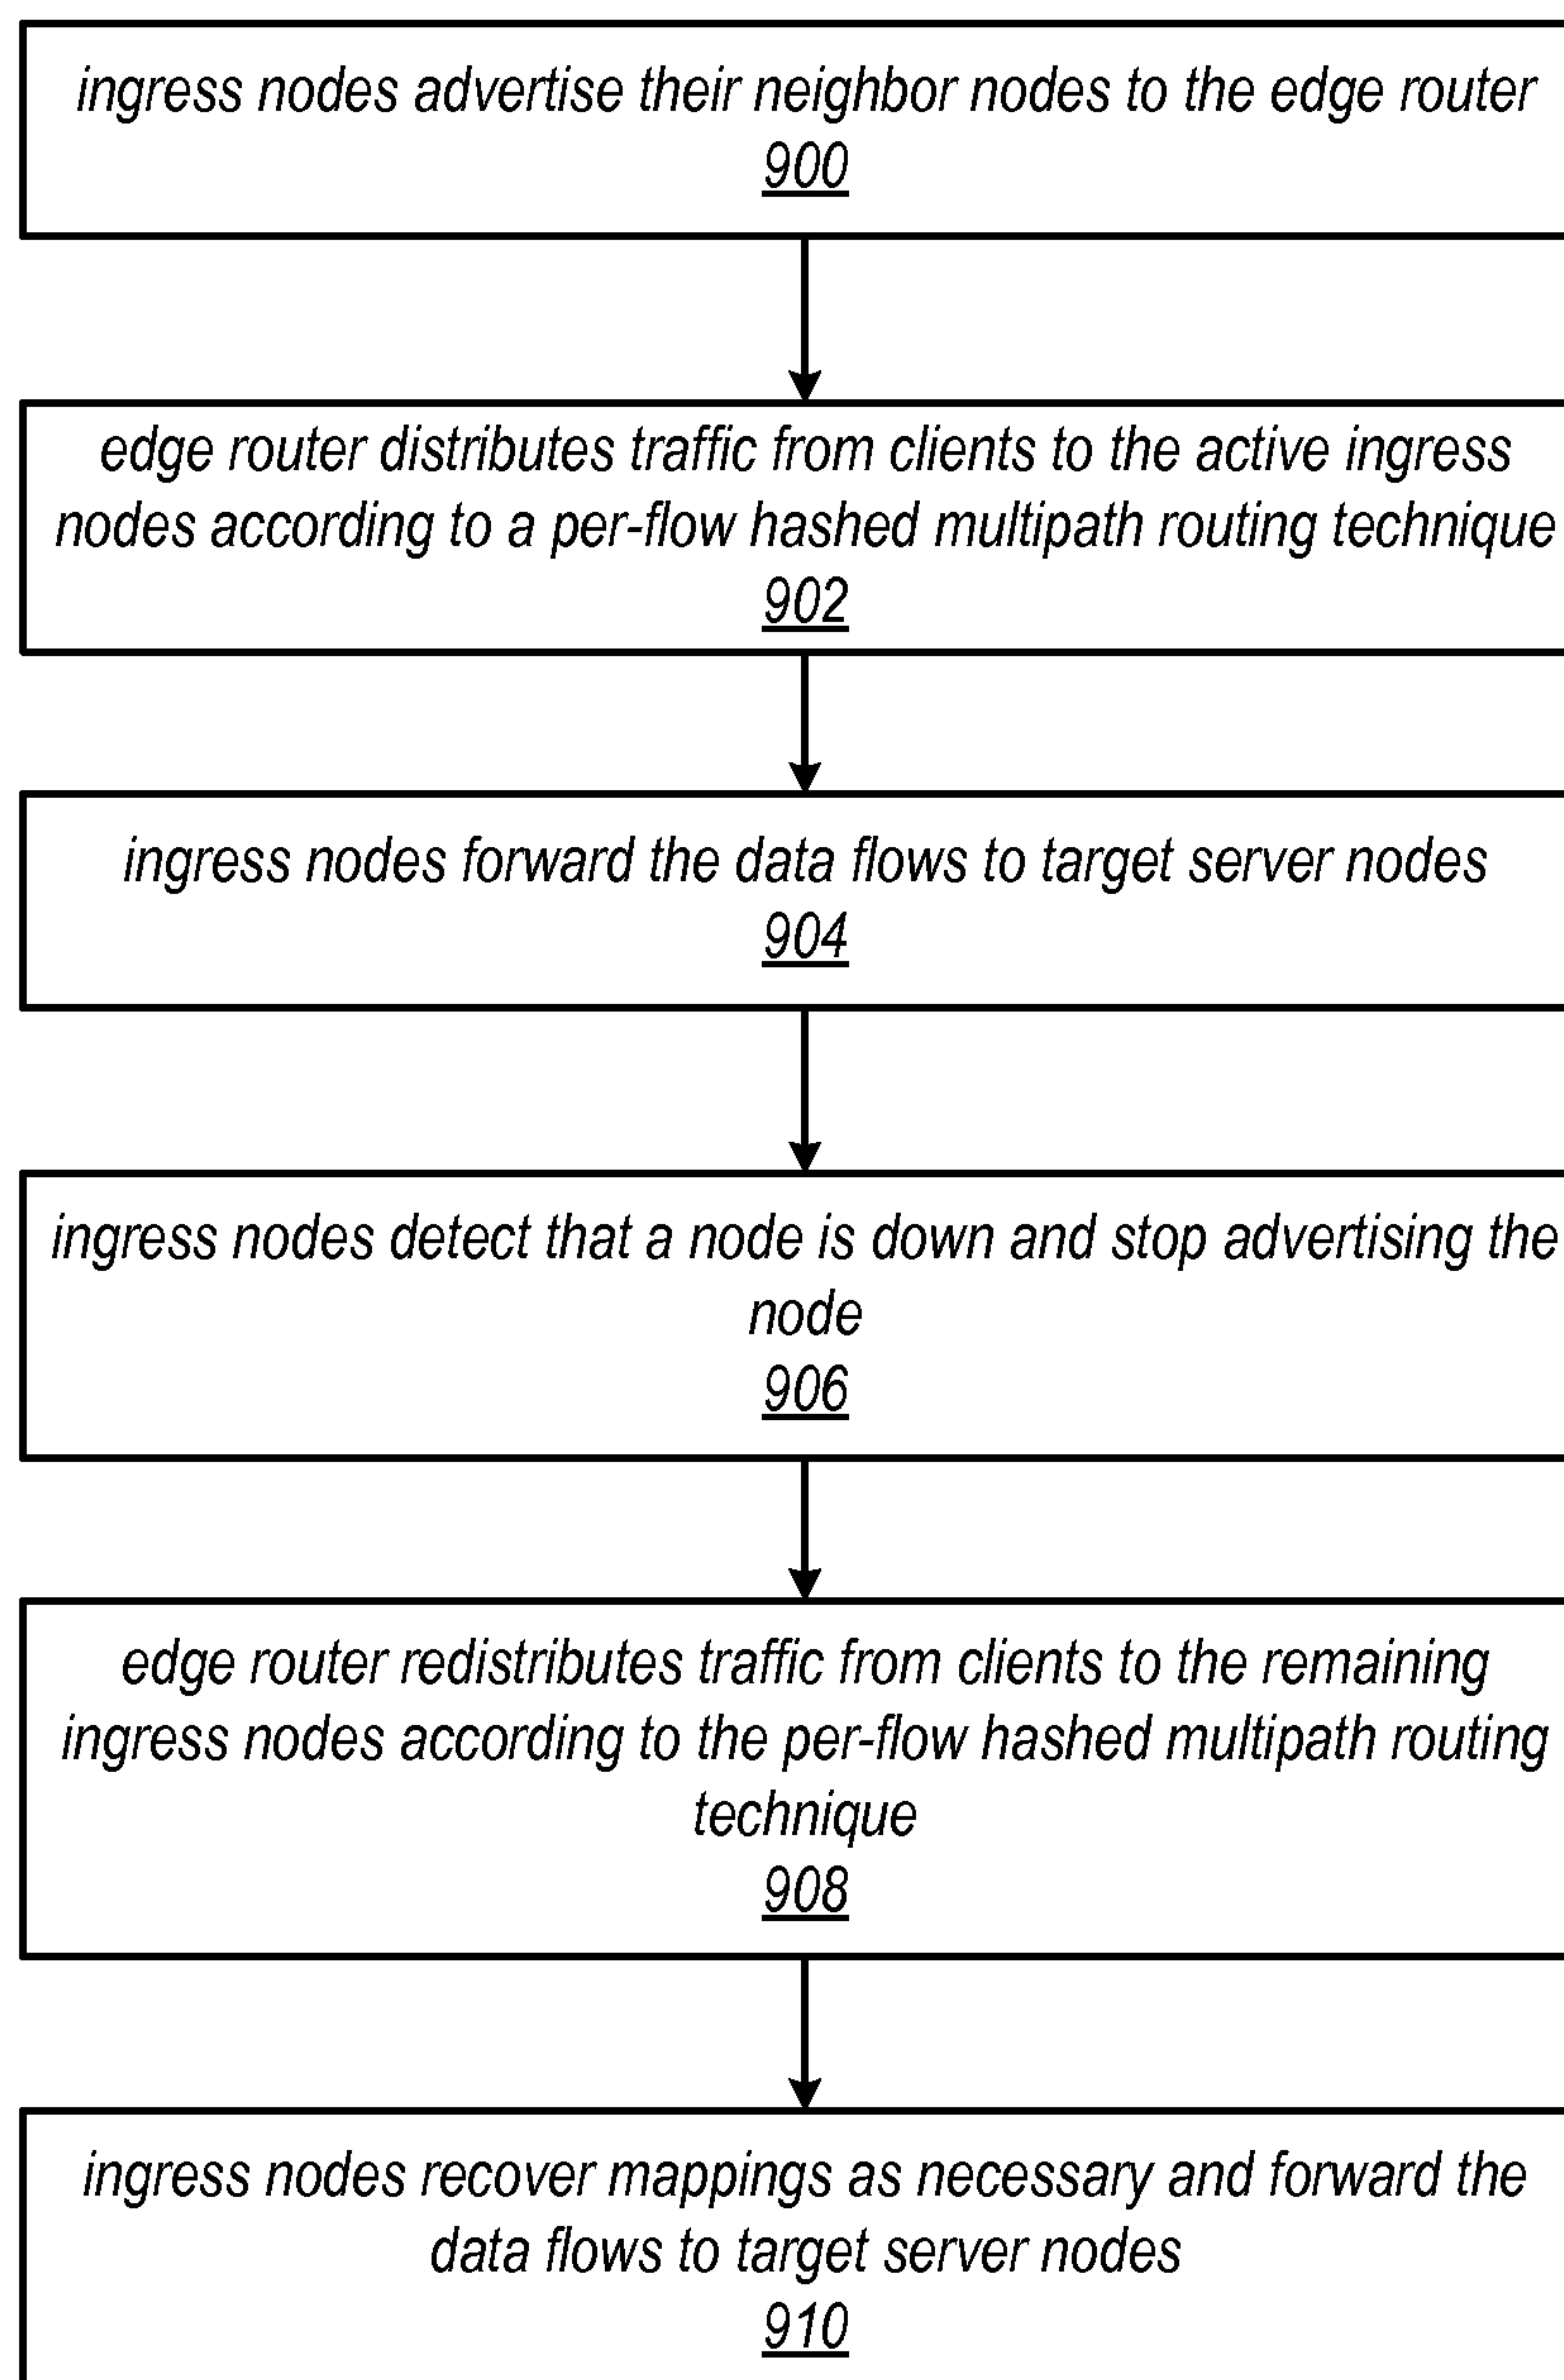 ingress nodes advertise their neighbor nodes to the edge router
900
edge router distributes traffic from clients to the active ingress
nodes according to a per-flow hashed multipath routing technique
902
ingress nodes forward the data flows to target server nodes
904
ingress nodes detect that a node is down and stop advertising the
node
906
edge router redistributes traffic from clients to the remaining
ingress nodes according to the per-flow hashed multipath routing
technique
908
ingress nodes recover mappings as necessary and forward the
data flows to target server nodes
910